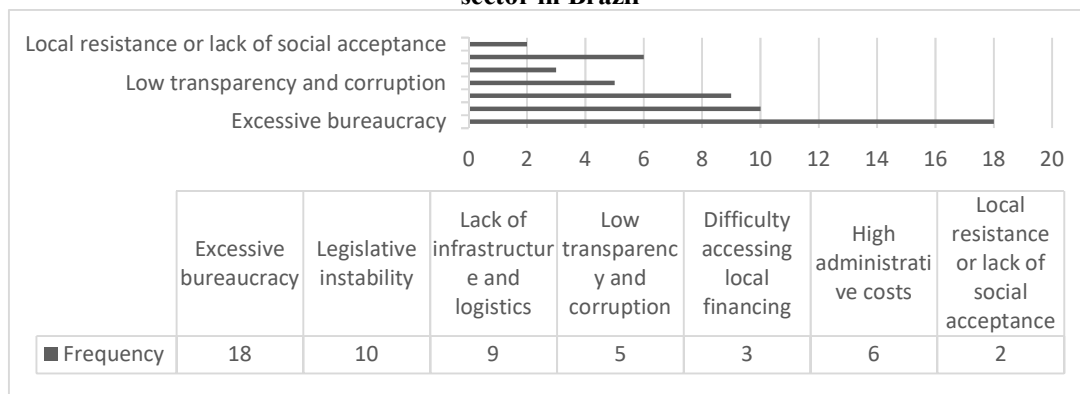 sector in Brazil
Local resistance or lack of social acceptance
Low transparency and corruption
Excessive bureaucracy
0 2 4 6 8 10 12 14 16 18 20
Excessive
bureaucracy
Legislative
instability
Lack of
infrastructur
e and
logistics
Low
transparenc
y and
corruption
Difficulty
accessing
local
financing
High
administrati
ve costs
Local
resistance
or lack of
social
acceptance
Frequency 18 10 9 5 3 6 2